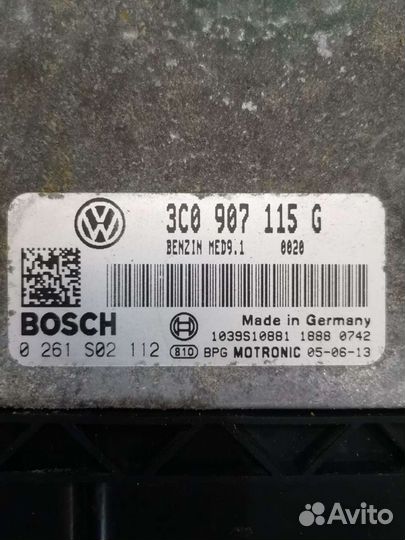 3C0 907 115 G
BENZIN MED9.1 0020
BOSCH
Made in Germany
1039S10881 1888 0742
0 261 S02 112 810 BPG MOTRONIC 05-06-13
Avito